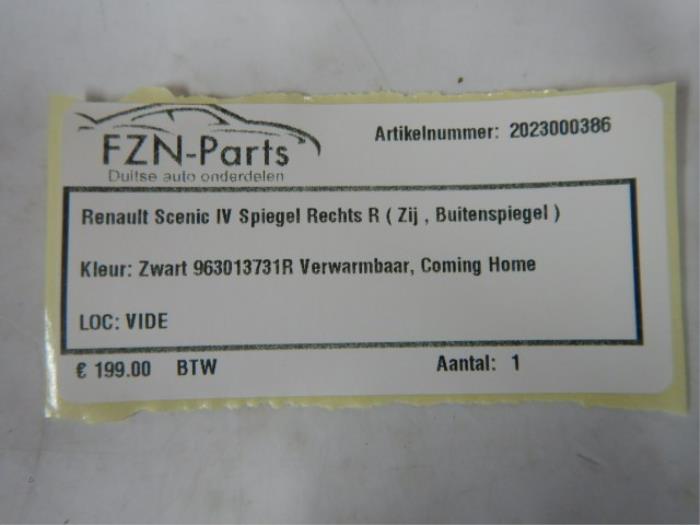 FZN-Parts
Duitse auto onderdelen
Artikelnummer: 2023000386
Renault Scenic IV Spiegel Rechts R ( Zij , Buitenspiegel )
Kleur: Zwart 963013731R Verwarmbaar, Coming Home
LOC: VIDE
€ 199.00 BTW Aantal: 1